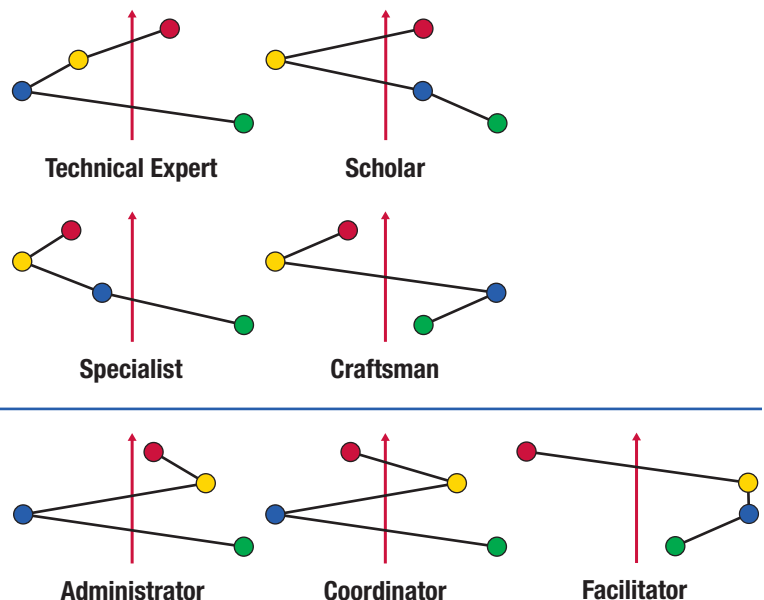 Technical Expert
Scholar
Specialist
Craftsman
Administrator
Coordinator
Facilitator